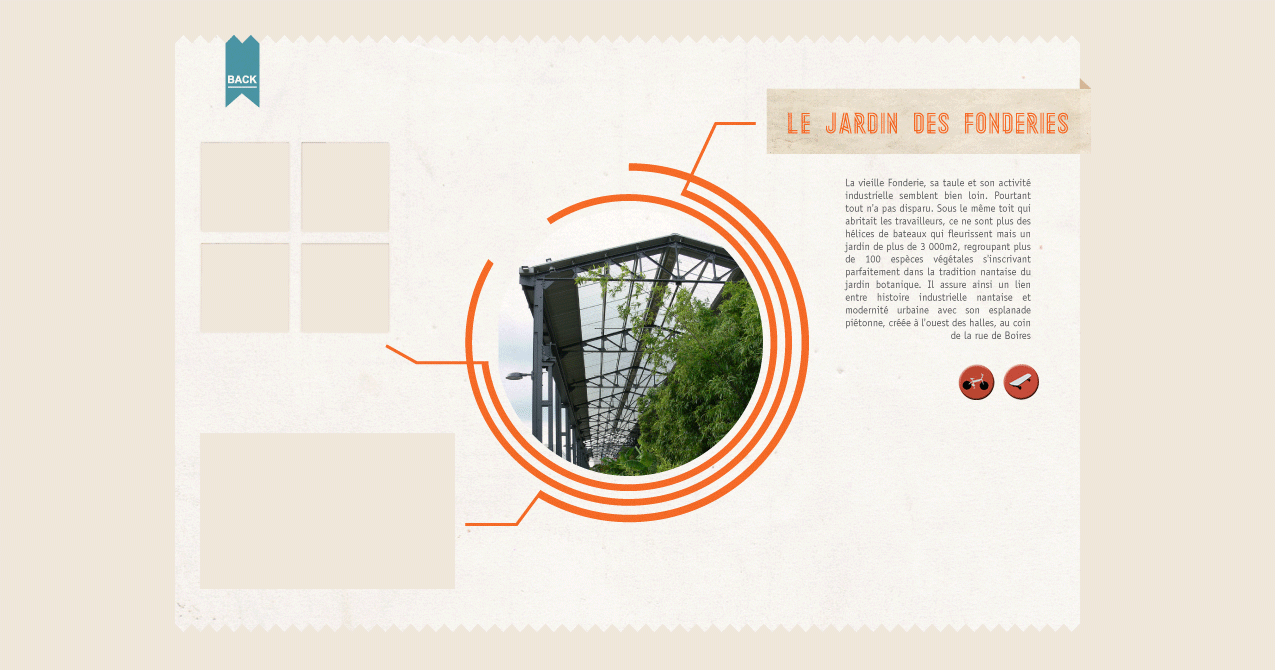 BACK
LE JARDIN DES FONDERIES
La vieille Fonderie, sa taule et son activité
industrielle semblent bien loin. Pourtant
tout n'a pas disparu. Sous le même toit qui
abritait les travailleurs, ce ne sont plus des
hélices de bateaux qui fleurissent mais un
jardin de plus de 3 000m2, regroupant plus
de 100 espèces végétales s'inscrivant
parfaitement dans la tradition nantaise du
jardin botanique. Il assure ainsi un lien
entre histoire industrielle nantaise et
modernité urbaine avec son esplanade
piétonne, créée à l'ouest des halles, au coin
de la rue de Boires